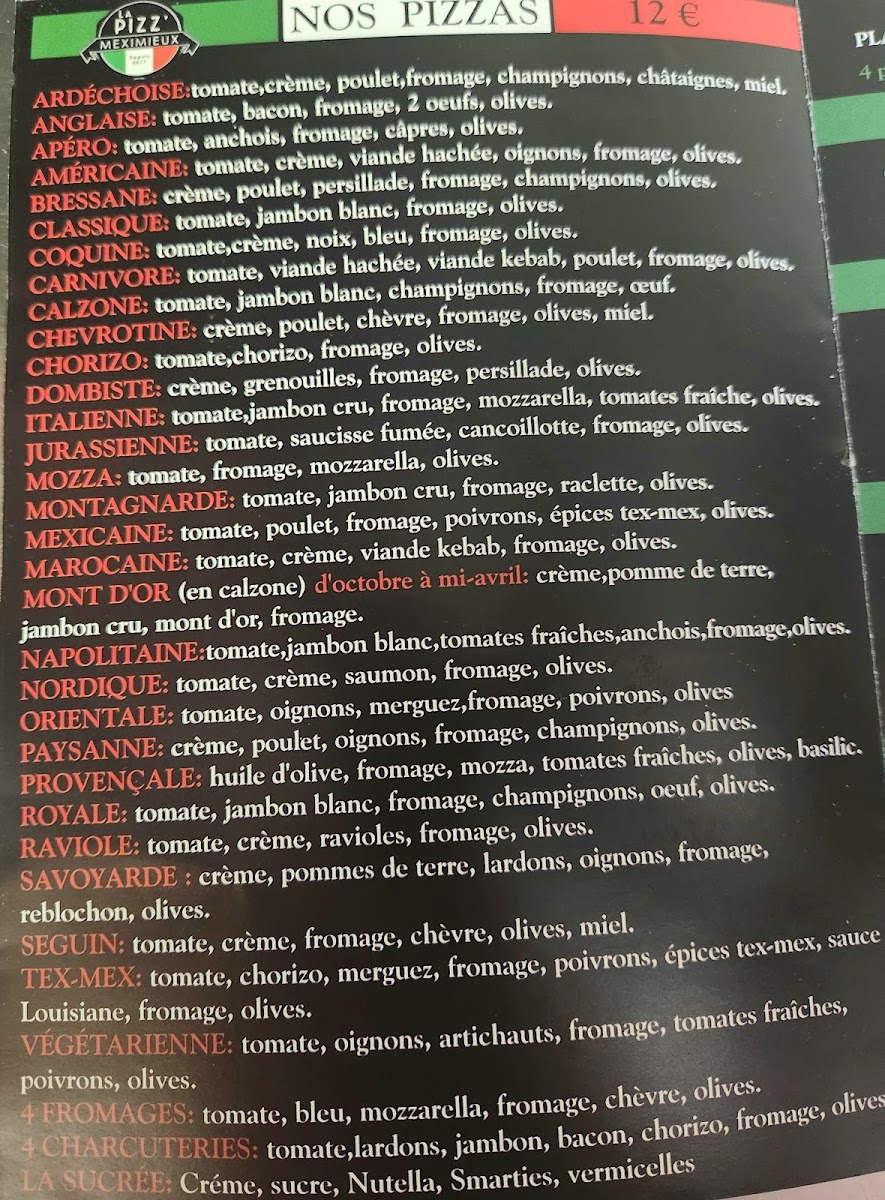 LA
PIZZ'
MEXIMIEUX
NOS PIZZAS
12 €
ARDÉCHOISE:tomate,crème, poulet,fromage, champignons, châtaignes, miel.
ANGLAISE: tomate, bacon, fromage, 2 oeufs, olives.
APÉRO: tomate, anchois, fromage, câpres, olives.
AMÉRICAINE: tomate, crème, viande hachée, oignons, fromage, olives.
BRESSANE: crème, poulet, persillade, fromage, champignons, olives.
CLASSIQUE: tomate, jambon blanc, fromage, olives.
COQUINE: tomate,crème, noix, bleu, fromage, olives.
CARNIVORE: tomate, viande hachée, viande kebab, poulet, fromage, olives.
CALZONE: tomate, jambon blanc, champignons, fromage, œuf.
CHEVROTINE: crème, poulet, chèvre, fromage, olives, miel.
CHORIZO: tomate,chorizo, fromage, olives.
DOMBISTE: crème, grenouilles, fromage, persillade, olives.
ITALIENNE: tomate,jambon cru, fromage, mozzarella, tomates fraîche, olives.
JURASSIENNE: tomate, saucisse fumée, cancoillotte, fromage, olives.
MOZZA: tomate, fromage, mozzarella, olives.
MONTAGNARDE: tomate, jambon cru, fromage, raclette, olives.
MEXICAINE: tomate, poulet, fromage, poivrons, épices tex-mex, olives.
MAROCAINE: tomate, crème, viande kebab, fromage, olives.
MONT D'OR (en calzone) d'octobre à mi-avril: crème,pomme de terre,
jambon cru, mont d'or, fromage.
NAPOLITAINE:tomate,jambon blanc,tomates fraîches,anchois,fromage,olives.
NORDIQUE: tomate, crème, saumon, fromage, olives.
ORIENTALE: tomate, oignons, merguez,fromage, poivrons, olives
PAYSANNE: crème, poulet, oignons, fromage, champignons, olives.
PROVENÇALE: huile d'olive, fromage, mozza, tomates fraîches, olives, basilic.
ROYALE: tomate, jambon blanc, fromage, champignons, oeuf, olives.
RAVIOLE: tomate, crème, ravioles, fromage, olives.
SAVOYARDE : crème, pommes de terre, lardons, oignons, fromage,
reblochon, olives.
SEGUIN: tomate, crème, fromage, chèvre, olives, miel.
TEX-MEX: tomate, chorizo, merguez, fromage, poivrons, épices tex-mex, sauce
Louisiane, fromage, olives.
VÉGÉTARIENNE: tomate, oignons, artichauts, fromage, tomates fraîches,
poivrons, olives.
4 FROMAGES: tomate, bleu, mozzarella, fromage, chèvre, olives.
4 CHARCUTERIES: tomate,lardons, jambon, bacon, chorizo, fromage, olives
LA SUCRÉE: Créme, sucre, Nutella, Smarties, vermicelles